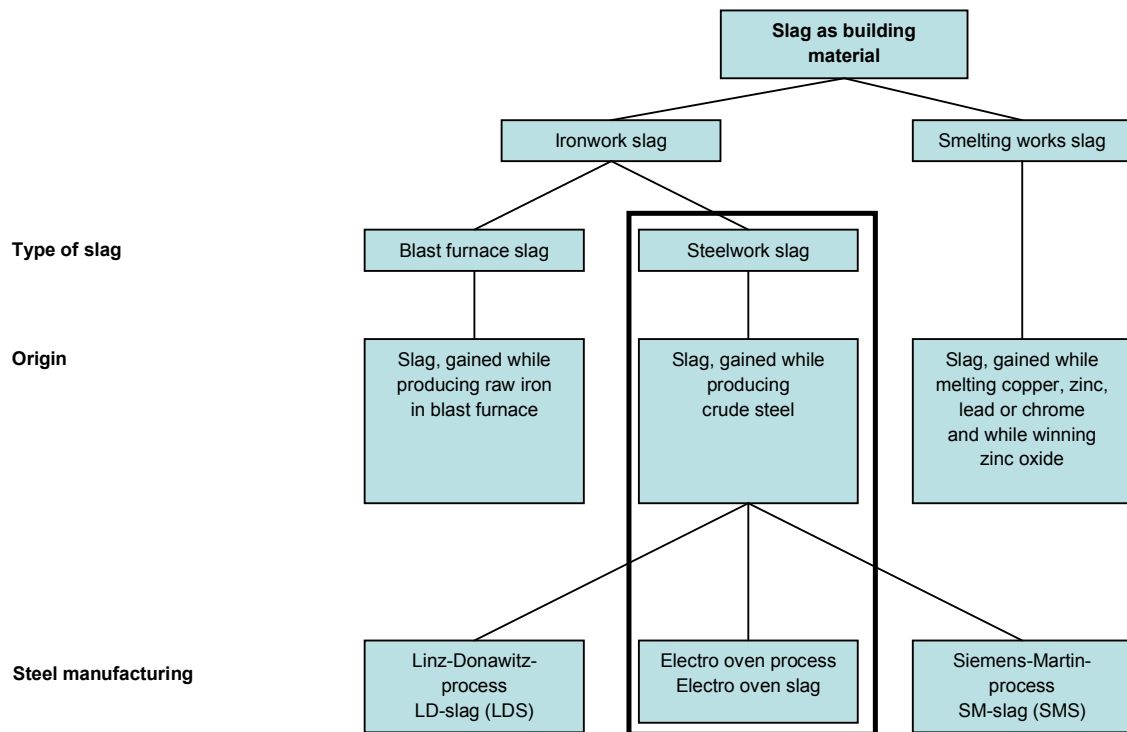 Slag as building
material
Ironwork slag
Smelting works slag
Type of slag
Blast furnace slag
Steelwork slag
Origin
Slag, gained while
producing raw iron
in blast furnace
Slag, gained while
producing
crude steel
Slag, gained while
melting copper, zinc,
lead or chrome
and while winning
zinc oxide
Steel manufacturing
Linz-Donawitz-
process
LD-slag (LDS)
Electro oven process
Electro oven slag
Siemens-Martin-
process
SM-slag (SMS)